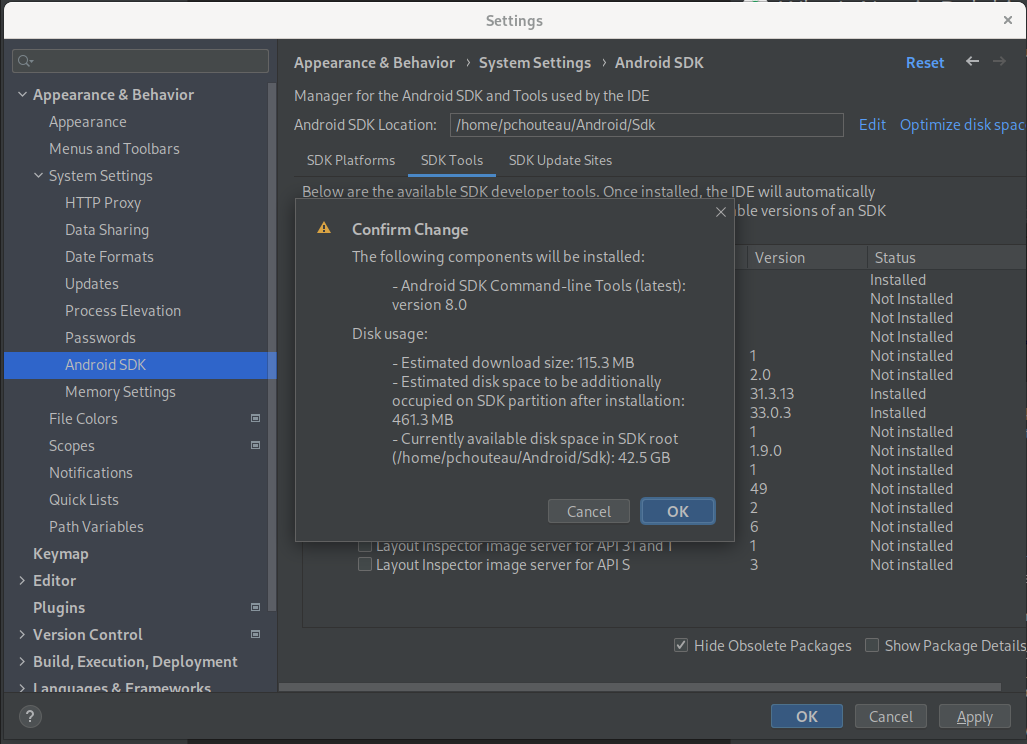 Settings
Appearance & Behavior › System Settings › Android SDK
Reset
Manager for the Android SDK and Tools used by the IDE
Android SDK Location: /home/pchouteau/Android/Sdk Edit Optimize disk spac
SDK Platforms SDK Tools SDK Update Sites
Below are the available SDK developer tools. Once installed, the IDE will automatically
ble versions of an SDK
Appearance & Behavior
Appearance
Menus and Toolbars
System Settings
HTTP Proxy
Data Sharing
Date Formats
Updates
Process Elevation
Passwords
Android SDK
Memory Settings
File Colors
Scopes
Notifications
Quick Lists
Path Variables
Keymap
Editor
Plugins
Version Control
Build, Execution, Deployment
Languages & Frameworks
Confirm Change
The following components will be installed:
- Android SDK Command-line Tools (latest):
version 8.0
Disk usage:
- Estimated download size: 115.3 MB
- Estimated disk space to be additionally
occupied on SDK partition after installation:
461.3 MB
- Currently available disk space in SDK root
(/home/pchouteau/Android/Sdk): 42.5 GB
Cancel OK
Version Status
Installed
Not Installed
Not Installed
Not Installed
1 Not installed
2.0 Not installed
31.3.13 Installed
33.0.3 Installed
1 Not installed
1.9.0 Not installed
1 Not installed
49 Not installed
2 Not installed
6 Not installed
Layout Inspector image server for API 31 and T 1 Not installed
Layout Inspector image server for API S 3 Not installed
Hide Obsolete Packages Show Package Details
? OK Cancel Apply